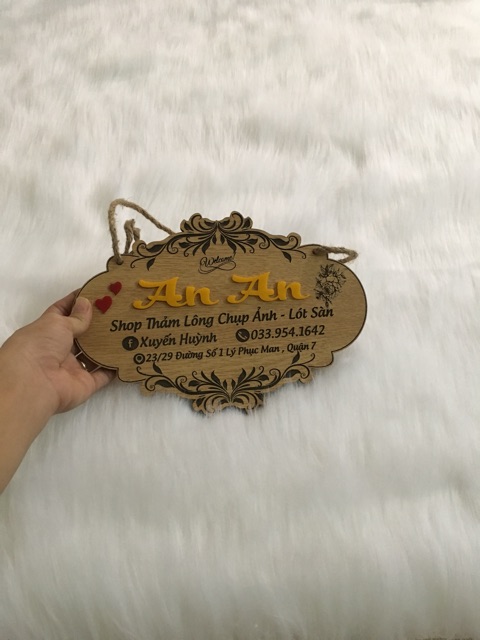 Welcome
An An
Shop Thảm Lông Chụp Ảnh - Lót Sàn
Xuyến Huỳnh 033.954.1642
23/29 Đường Số 1 Lý Phục Man , Quận 7